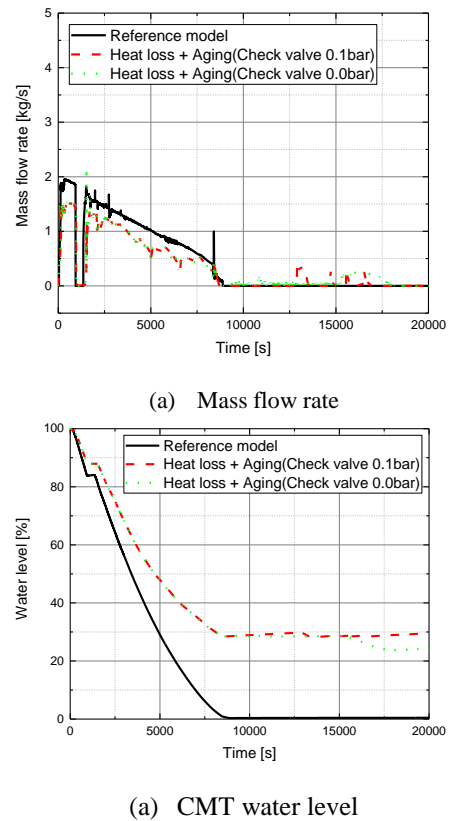 5
4
3
2
1
0
Mass flow rate [kg/s]
Reference model
Heat loss + Aging(Check valve 0.1bar)
Heat loss + Aging(Check valve 0.0bar)
0 5000 10000 15000 20000
Time [s]
(a) Mass flow rate
100
80
60
40
20
0
Water level [%]
Reference model
Heat loss + Aging(Check valve 0.1bar)
Heat loss + Aging(Check valve 0.0bar)
0 5000 10000 15000 20000
Time [s]
(a) CMT water level